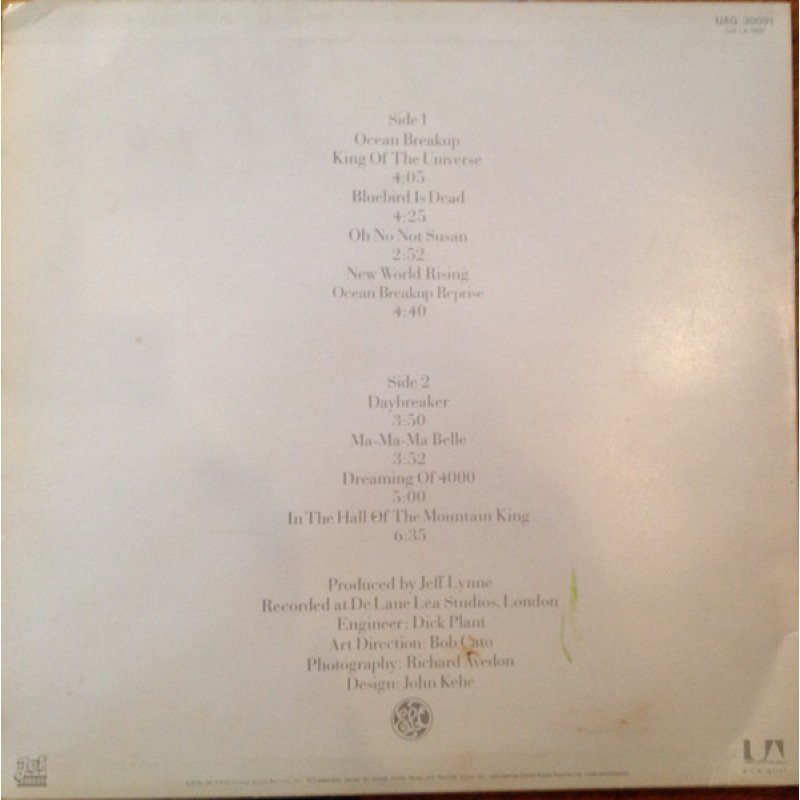 UAG 30091
Side 1
Ocean Breakup
King Of The Universe
4:05
Bluebird Is Dead
4:25
Oh No Not Susan
2:52
New World Rising
Ocean Breakup Reprise
4:40
Side 2
Daybreaker
3:50
Ma-Ma-Ma Belle
3:52
Dreaming Of 4000
5:00
In The Hall Of The Mountain King
6:35
Produced by Jeff Lynne
Recorded at De Lane Lea Studios, London
Engineer: Dick Plant
Art Direction: Bob Cato
Photography: Richard Avedon
Design: John Kehe
Jet
UA